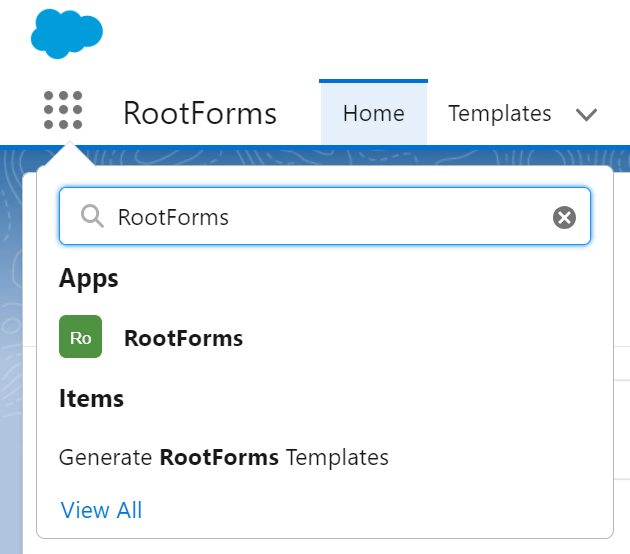 RootForms Home Templates
RootForms
Apps
Ro RootForms
Items
Generate RootForms Templates
View All